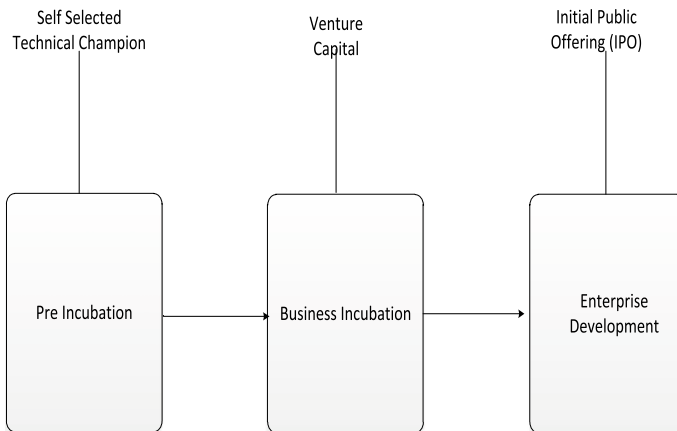 Self Selected
Technical Champion
Venture
Capital
Initial Public
Offering (IPO)
Pre Incubation
Business Incubation
Enterprise
Development